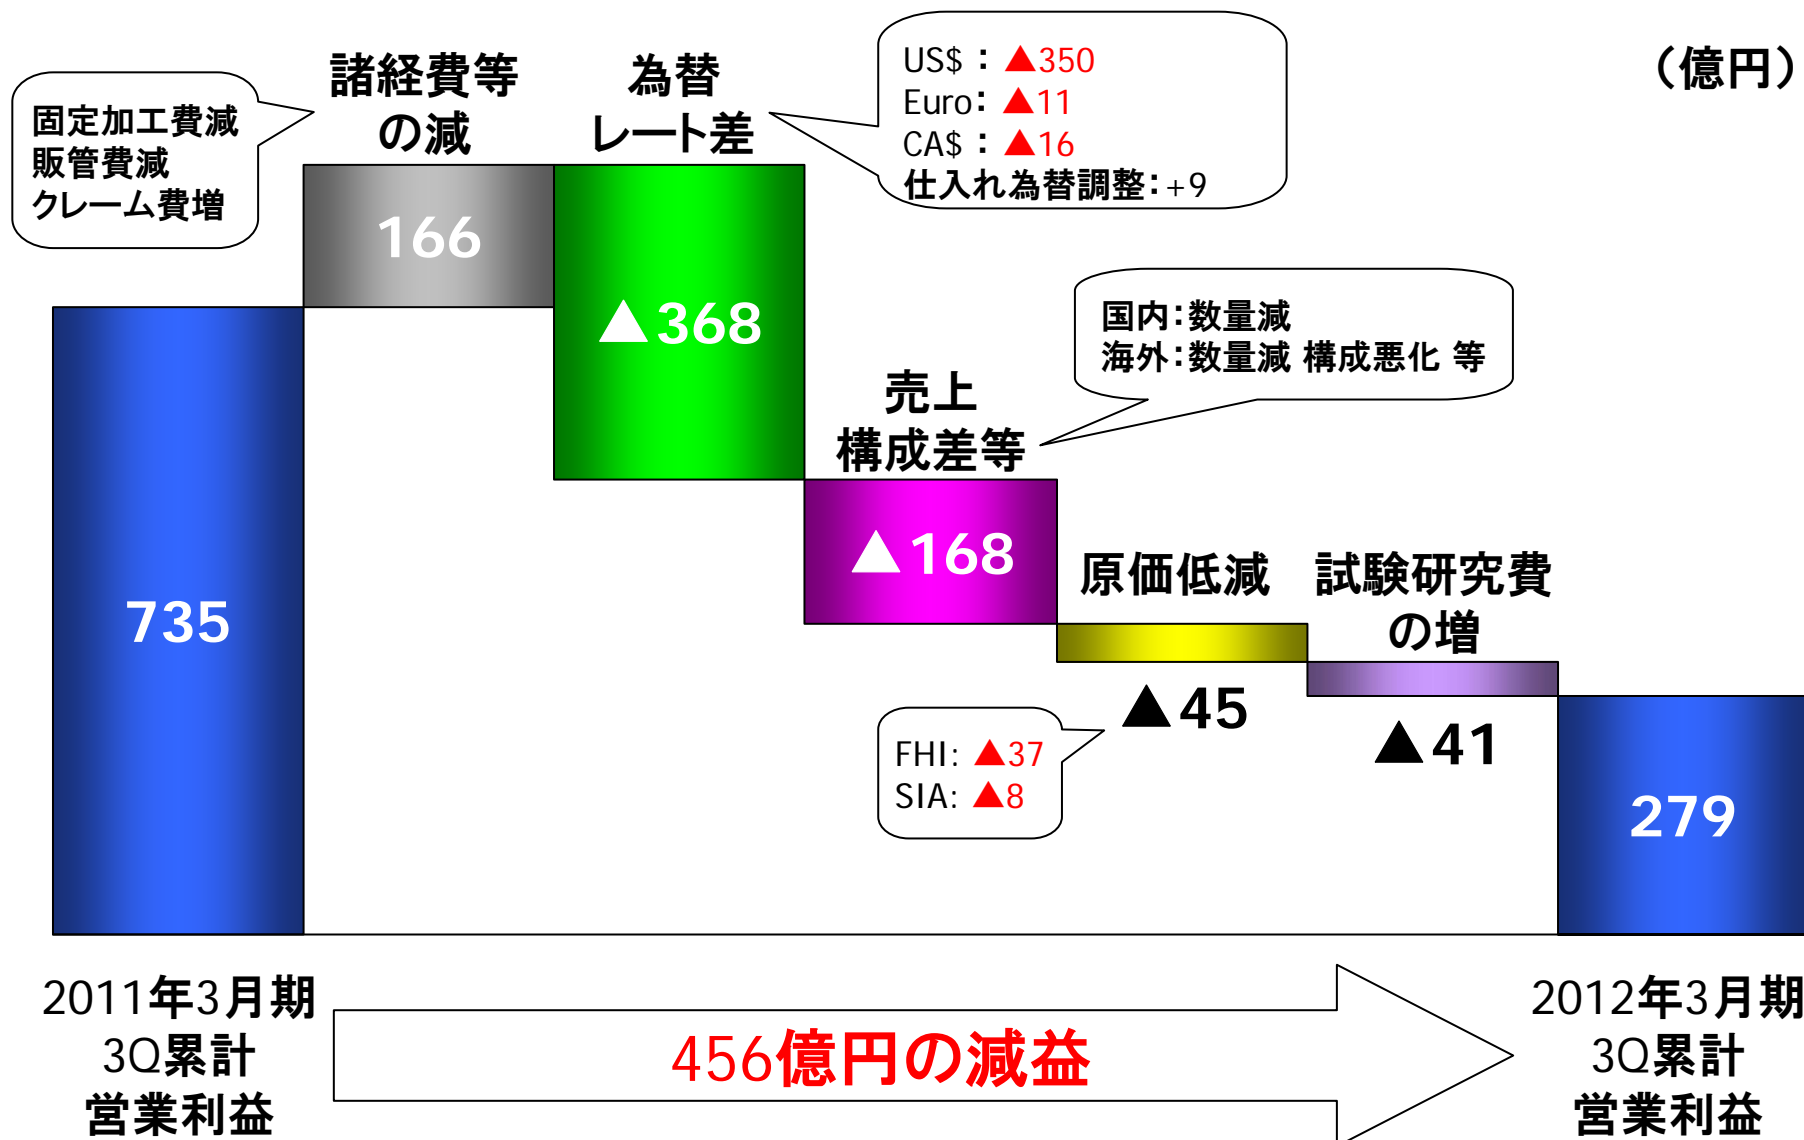 (億円)
諸経費等
の減
為替
レート差
US$ : ▲350
Euro: ▲11
CA$ : ▲16
仕入れ為替調整:+9
固定加工費減
販管費減
クレーム費増
166
▲368
国内:数量減
海外:数量減 構成悪化 等
売上
構成差等
▲168
原価低減
試験研究費
の増
735
▲45
▲41
FHI: ▲37
SIA: ▲8
279
2011年3月期
3Q累計
営業利益
456億円の減益
2012年3月期
3Q累計
営業利益